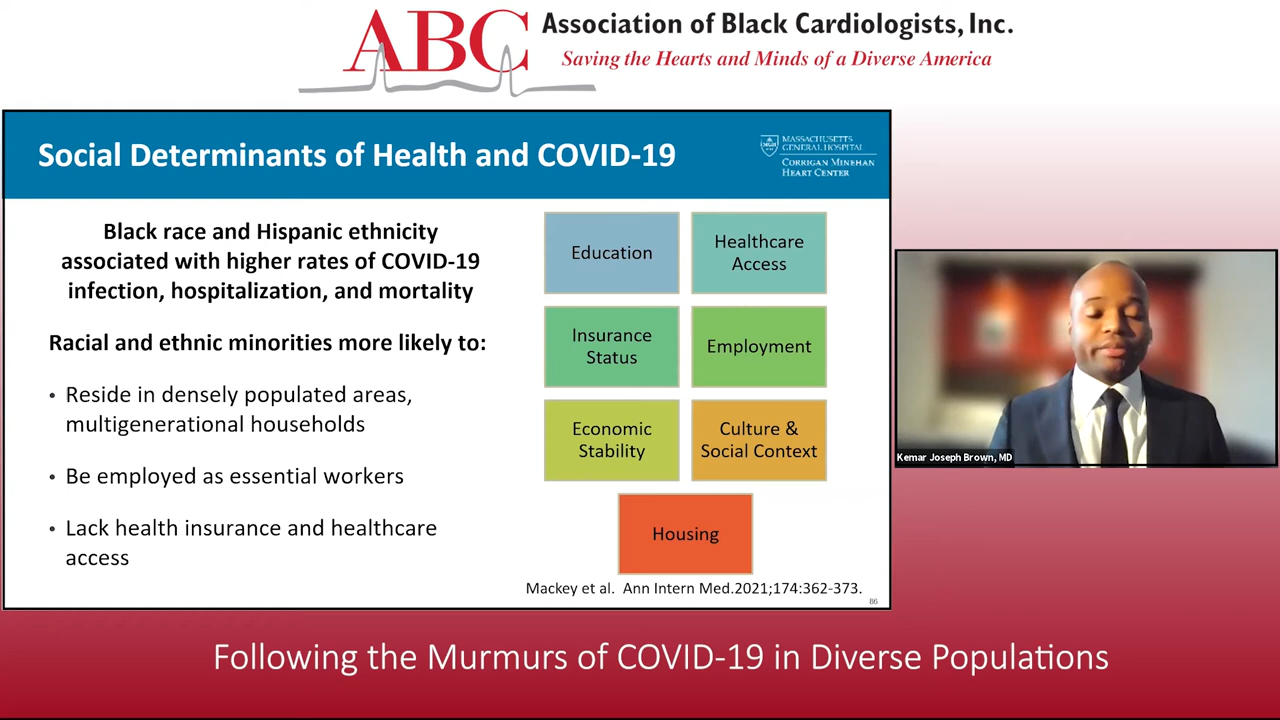 ABC
Association of Black Cardiologists, Inc.
Saving the Hearts and Minds of a Diverse America
Social Determinants of Health and COVID-19
MASSACHUSETTS
GENERAL HOSPITAL
CORRIGAN MINEHAN
HEART CENTER
Black race and Hispanic ethnicity
associated with higher rates of COVID-19
infection, hospitalization, and mortality
Racial and ethnic minorities more likely to:
• Reside in densely populated areas,
multigenerational households
• Be employed as essential workers
• Lack health insurance and healthcare
access
Education
Healthcare
Access
Insurance
Status
Employment
Economic
Stability
Culture &
Social Context
Housing
Mackey et al. Ann Intern Med.2021;174:362-373.
86
Kemar Joseph Brown, MD
Following the Murmurs of COVID-19 in Diverse Populations